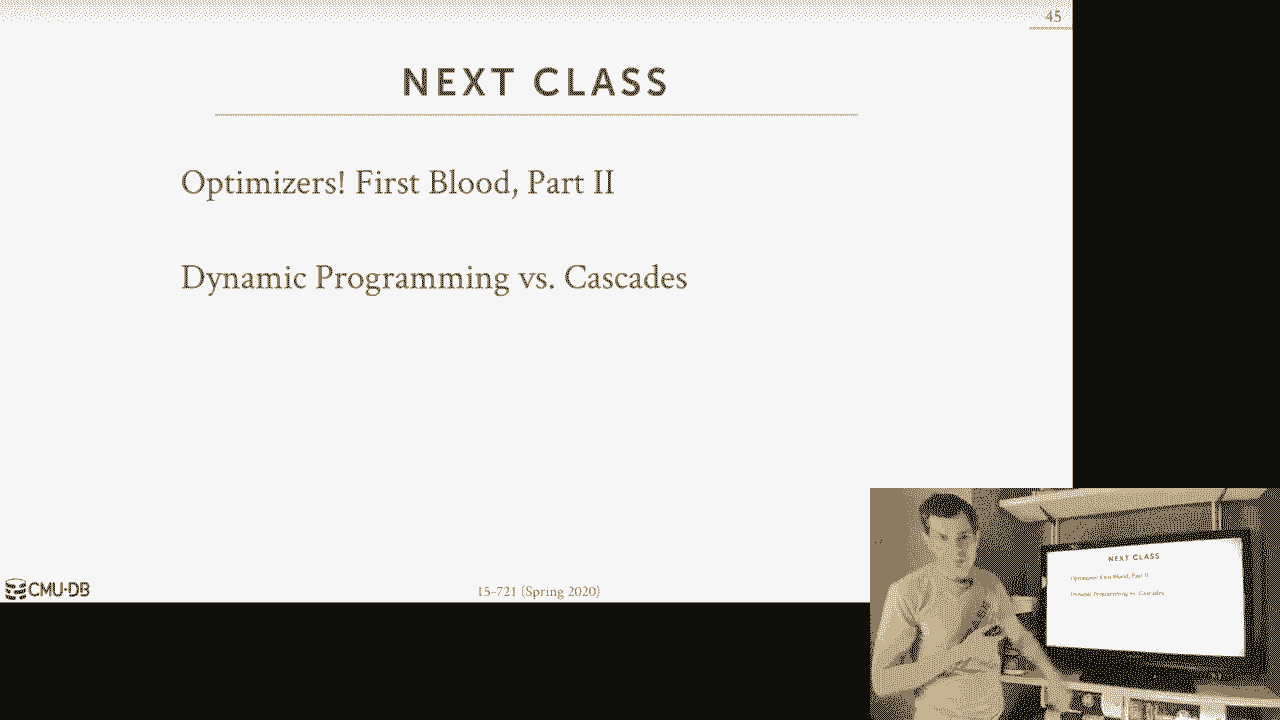 45
NEXT CLASS
Optimizers! First Blood, Part II
Dynamic Programming vs. Cascades
CMU·DB
15-721 (Spring 2020)
NEXT CLASS
Optimizers! First Blood, Part II
Dynamic Programming vs. Cascades